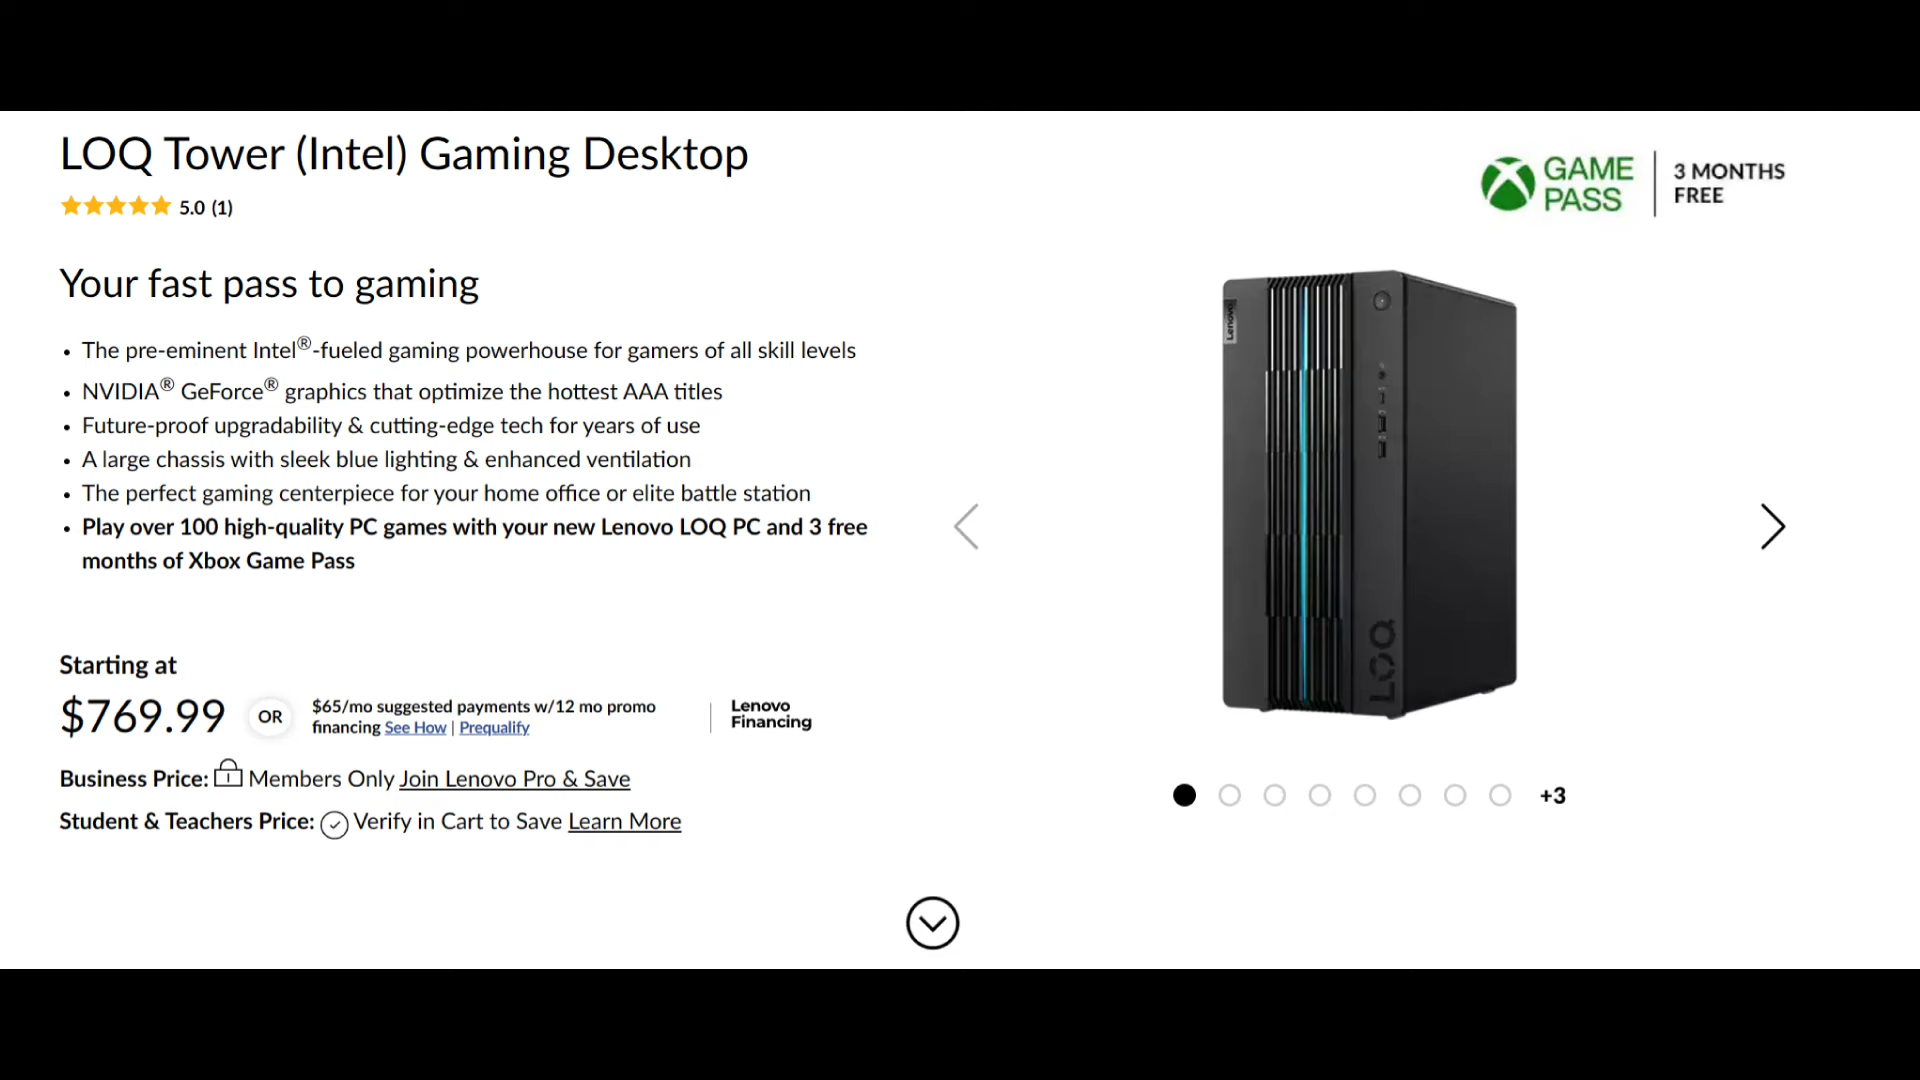 LOQ Tower (Intel) Gaming Desktop
5.0 (1)
GAME PASS
3 MONTHS FREE
Your fast pass to gaming
• The pre-eminent Intel®-fueled gaming powerhouse for gamers of all skill levels
• NVIDIA® GeForce® graphics that optimize the hottest AAA titles
• Future-proof upgradability & cutting-edge tech for years of use
• A large chassis with sleek blue lighting & enhanced ventilation
• The perfect gaming centerpiece for your home office or elite battle station
• Play over 100 high-quality PC games with your new Lenovo LOQ PC and 3 free
months of Xbox Game Pass
Lenovo
LOQ
Starting at
$769.99
OR
$65/mo suggested payments w/12 mo promo
financing See How | Prequalify
Lenovo
Financing
Business Price: Members Only Join Lenovo Pro & Save
Student & Teachers Price: Verify in Cart to Save Learn More
+3